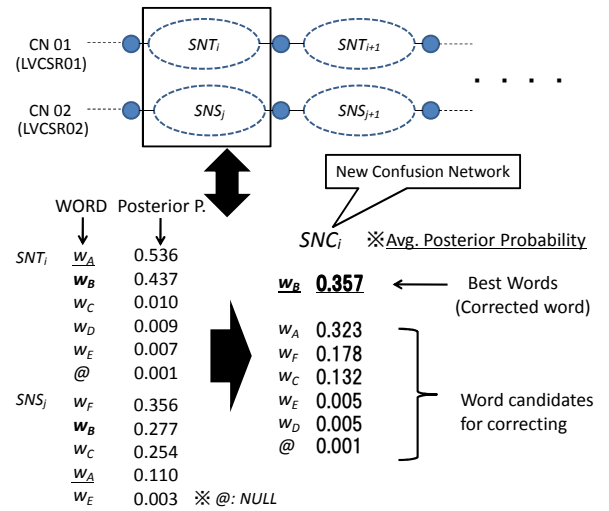 CN 01
(LVCSR01)
SNTi
SNTi+1
. . . .
CN 02
(LVCSR02)
SNSj
SNSj+1
New Confusion Network
WORD Posterior P.
SNTi
wA 0.536
wB 0.437
wC 0.010
wD 0.009
wE 0.007
@ 0.001
SNSj
wF 0.356
wB 0.277
wC 0.254
wA 0.110
wE 0.003
※ @: NULL
SNCi ※Avg. Posterior Probability
wB 0.357
Best Words
(Corrected word)
wA 0.323
wF 0.178
wC 0.132
wE 0.005
wD 0.005
@ 0.001
Word candidates
for correcting